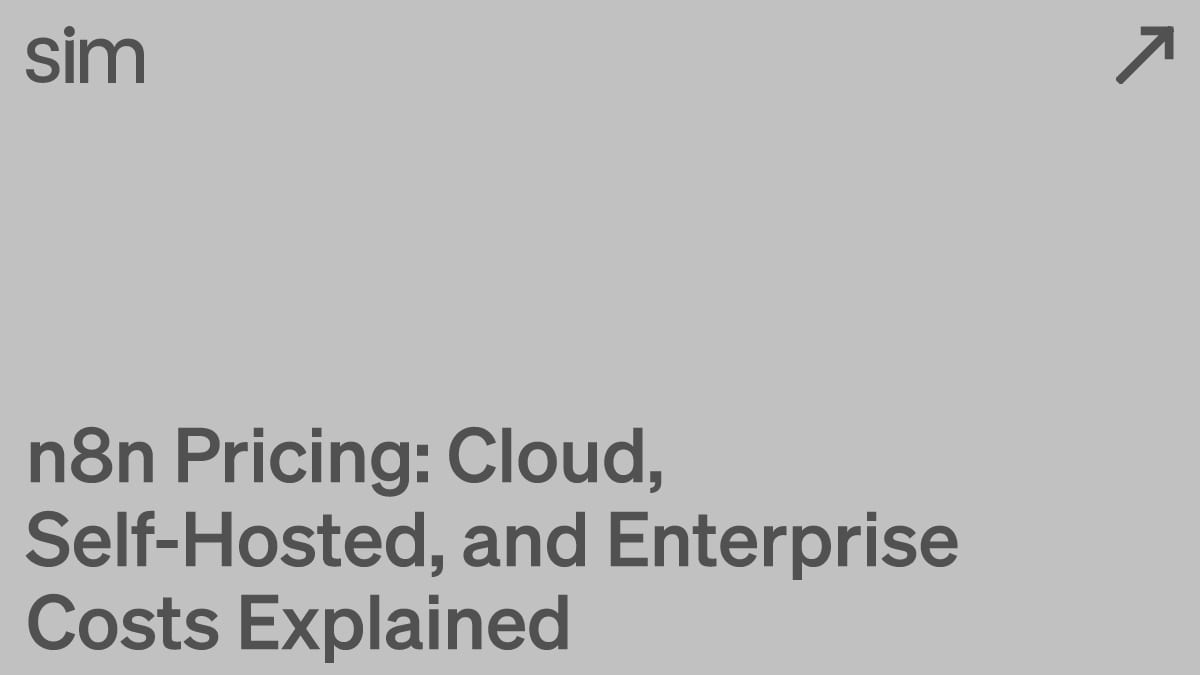 sim
n8n Pricing: Cloud,
Self-Hosted, and Enterprise
Costs Explained